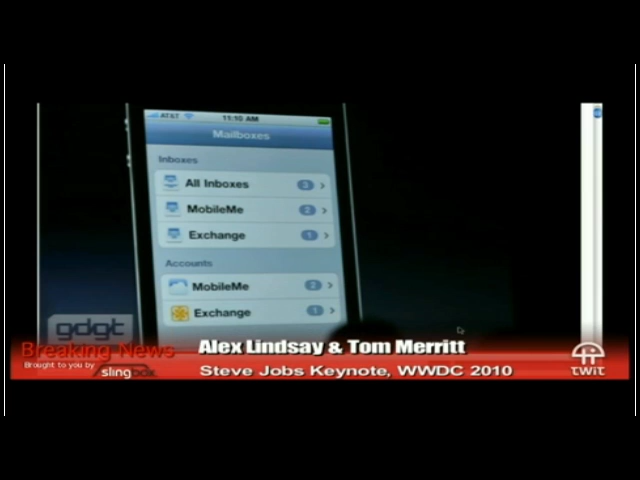 AT&T 11:10 AM
Mailboxes
Inboxes
All Inboxes 3
MobileMe 2
Exchange 1
Accounts
MobileMe 2
Exchange 1
gdgt
Breaking News
Brought to you by slingbox
Alex Lindsay & Tom Merritt
Steve Jobs Keynote, WWDC 2010
TWiT